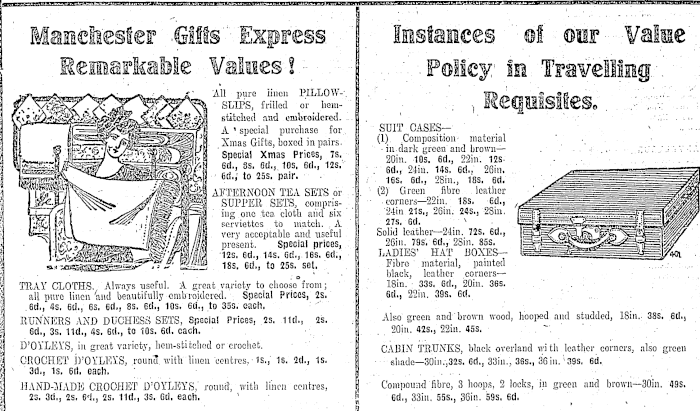 Manchester Gifts Express
Remarkable Values!
All pure linen PILLOW-
SLIPS, frilled or hem-
stitched and embroidered.
A special purchase for
Xmas Gifts, boxed in pairs.
Special Xmas Prices, 7s.
6d., 8s. 6d., 10s. 6d., 12s.
6d., to 25s. pair.
AFTERNOON TEA SETS or
SUPPER SETS, compris-
ing one tea cloth and six
serviettes to match. A
very acceptable and useful
present. Special prices,
12s. 6d., 14s. 6d., 16s. 6d.,
18s. 6d., to 25s. set.
TRAY CLOTHS. Always useful. A great variety to choose from;
all pure linen and beautifully embroidered. Special Prices, 2s.
6d., 4s. 6d., 6s. 6d., 8s. 6d., 10s. 6d., to 35s. each.
RUNNERS AND DUCHESS SETS, Special Prices, 2s. 11d., 2s.
6d., 3s. 11d., 4s. 6d., to 10s. 6d. each.
D'OYLEYS, in great variety, hem-stitched or crochet.
CROCHET D'OYLEYS, round with linen centres, 1s., 1s. 2d., 1s.
3d., 1s. 6d. each.
HAND-MADE CROCHET D'OYLEYS, round, with linen centres,
2s. 3d., 2s. 6d., 2s. 11d., 3s. 6d. each.
Instances of our Value
Policy in Travelling
Requisites.
SUIT CASES—
(1) Composition material
in dark green and brown—
20in. 10s. 6d., 22in. 12s.
6d., 24in. 14s. 6d., 26in.
16s. 6d., 28in., 18s. 6d.
(2) Green fibre leather
corners—22in. 18s. 6d.,
24in 21s., 26in. 24s., 28in.
27s. 6d.
Solid leather—24in. 72s. 6d.,
26in. 79s. 6d., 28in. 85s.
LADIES' HAT BOXES—
Fibre material, painted
black, leather corners—
18in. 33s. 6d., 20in. 36s.
6d., 22in. 39s. 6d.
401
Also green and brown wood, hooped and studded, 18in. 38s. 6d.,
20in. 42s., 22in. 45s.
CABIN TRUNKS, black overland with leather corners, also green
shade—30in., 32s. 6d., 33in., 36s., 36in. 39s. 6d.
Compound fibre, 3 hoops, 2 locks, in green and brown—30in. 49s.
6d., 33in. 55s., 36in. 59s. 6d.